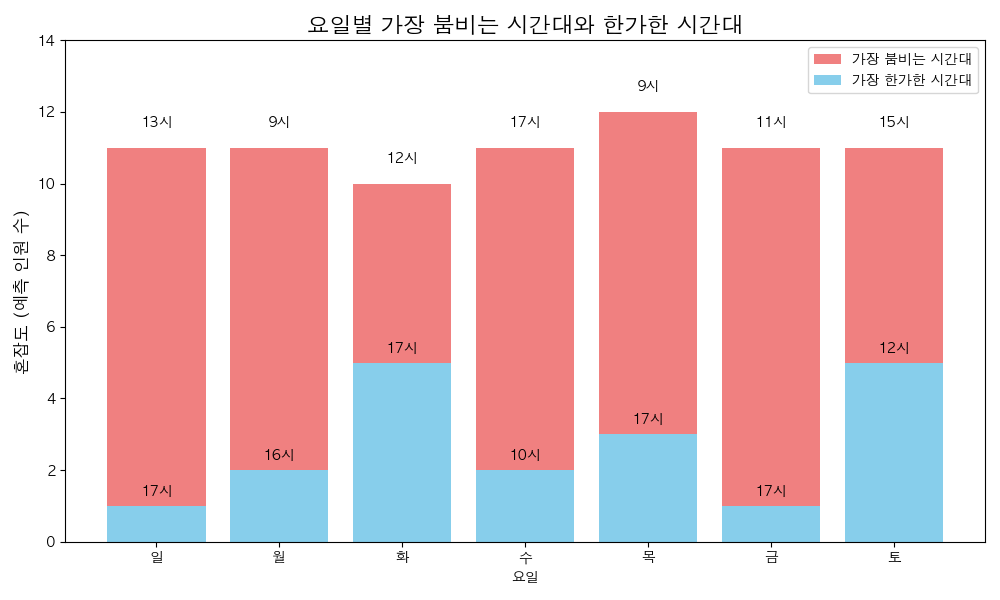 요일별 가장 붐비는 시간대와 한가한 시간대
가장 붐비는 시간대
가장 한가한 시간대
혼잡도 (예측 인원 수)
14
12
10
8
6
4
2
0
13시
9시
12시
17시
9시
11시
15시
17시
16시
17시
10시
17시
17시
12시
일 월 화 수 목 금 토
요일